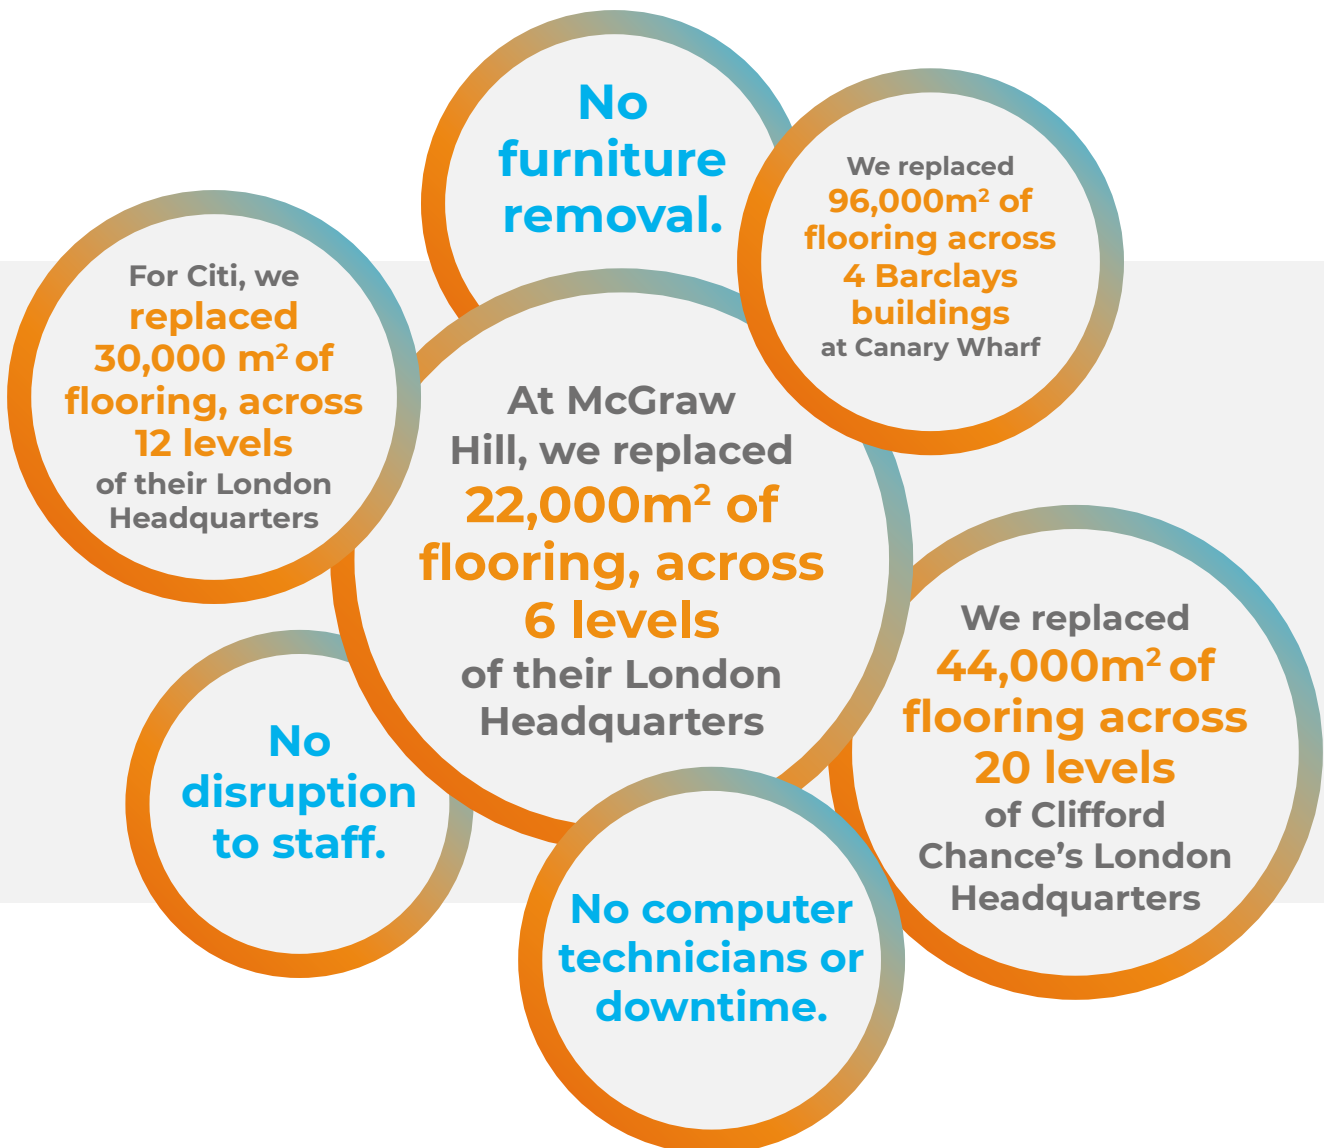 No
furniture
removal.
We replaced
96,000m² of
flooring across
4 Barclays
buildings
at Canary Wharf
For Citi, we
replaced
30,000 m² of
flooring, across
12 levels
of their London
Headquarters
At McGraw
Hill, we replaced
22,000m² of
flooring, across
6 levels
of their London
Headquarters
We replaced
44,000m² of
flooring across
20 levels
of Clifford
Chance’s London
Headquarters
No
disruption
to staff.
No computer
technicians or
downtime.